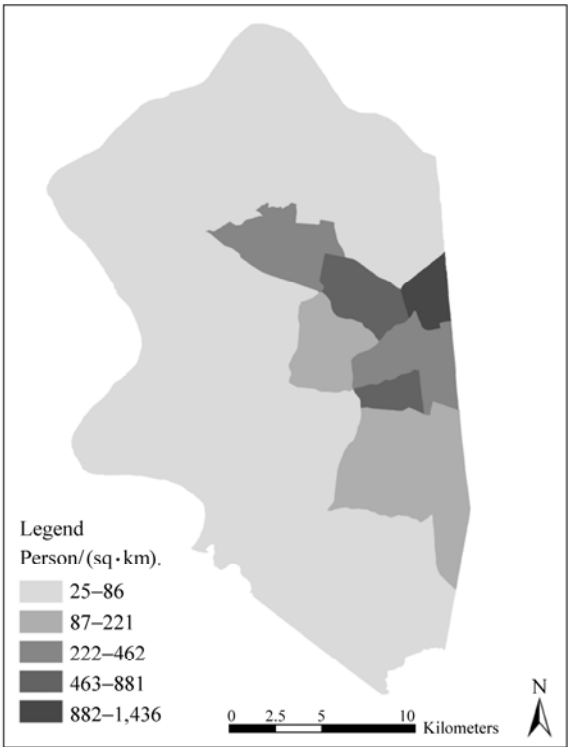 Legend
Person/(sq·km).
25–86
87–221
222–462
463–881
882–1,436
0 2.5 5 10 Kilometers
N